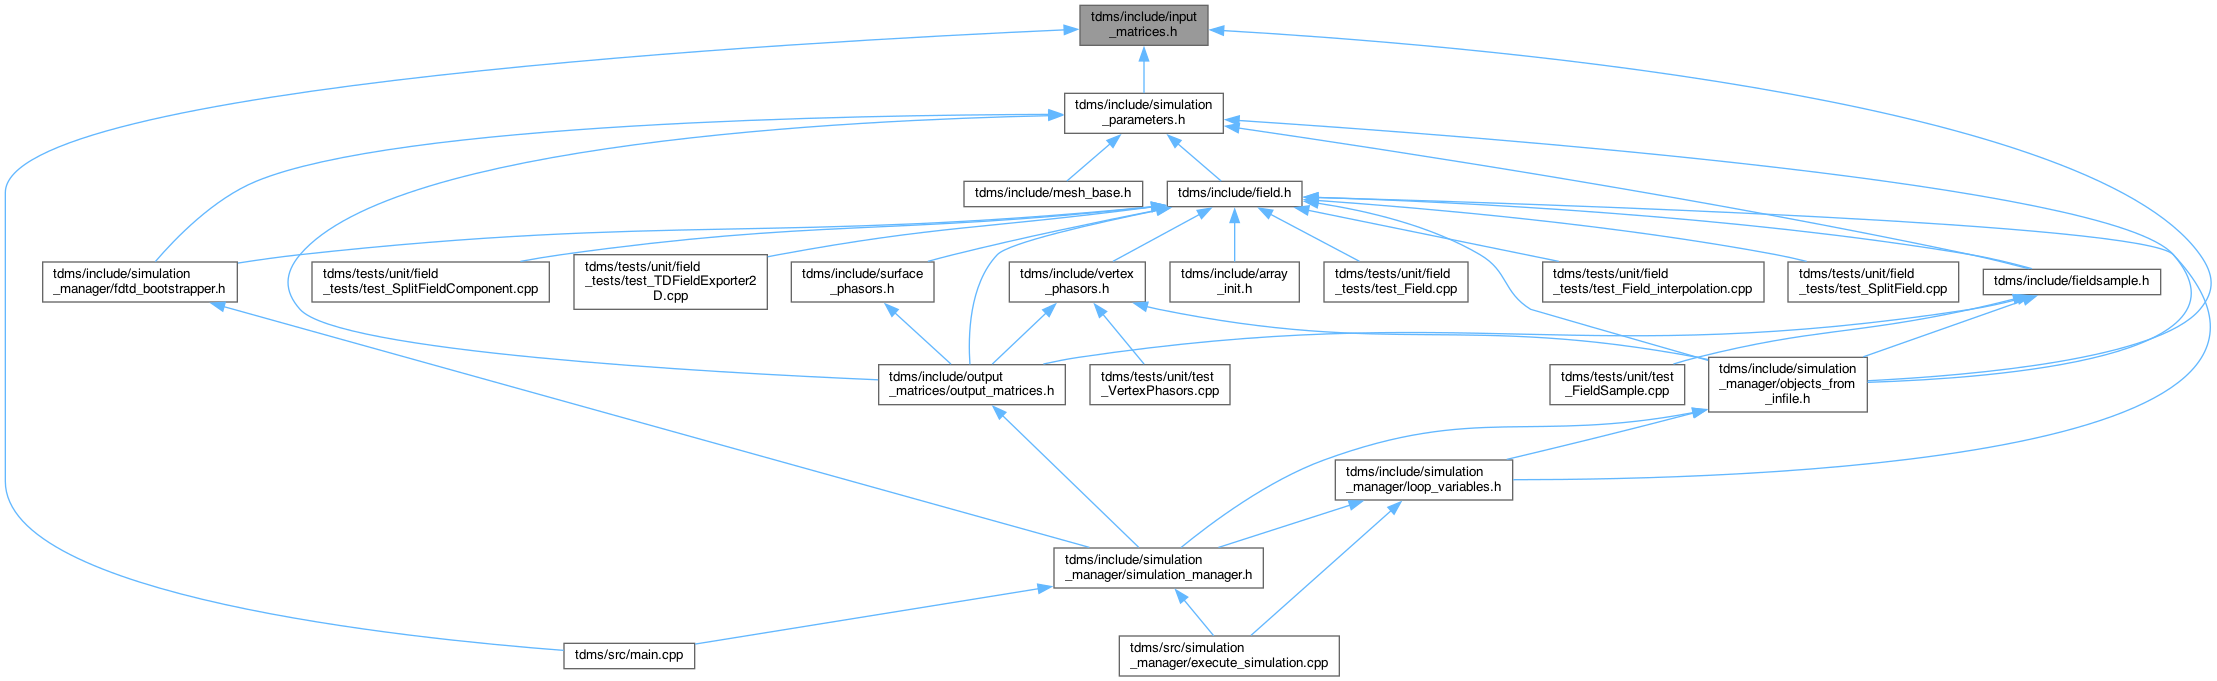 tdms/include/input
_matrices.h
tdms/include/simulation
_parameters.h
tdms/include/mesh_base.h
tdms/include/field.h
tdms/include/simulation
_manager/fdtd_bootstrapper.h
tdms/tests/unit/field
_tests/test_SplitFieldComponent.cpp
tdms/tests/unit/field
_tests/test_TDFieldExporter2
D.cpp
tdms/include/surface
_phasors.h
tdms/include/vertex
_phasors.h
tdms/include/array
_init.h
tdms/tests/unit/field
_tests/test_Field.cpp
tdms/tests/unit/field
_tests/test_Field_interpolation.cpp
tdms/tests/unit/field
_tests/test_SplitField.cpp
tdms/include/fieldsample.h
tdms/include/output
_matrices/output_matrices.h
tdms/tests/unit/test
_VertexPhasors.cpp
tdms/tests/unit/test
_FieldSample.cpp
tdms/include/simulation
_manager/objects_from
_infile.h
tdms/include/simulation
_manager/loop_variables.h
tdms/include/simulation
_manager/simulation_manager.h
tdms/src/main.cpp
tdms/src/simulation
_manager/execute_simulation.cpp